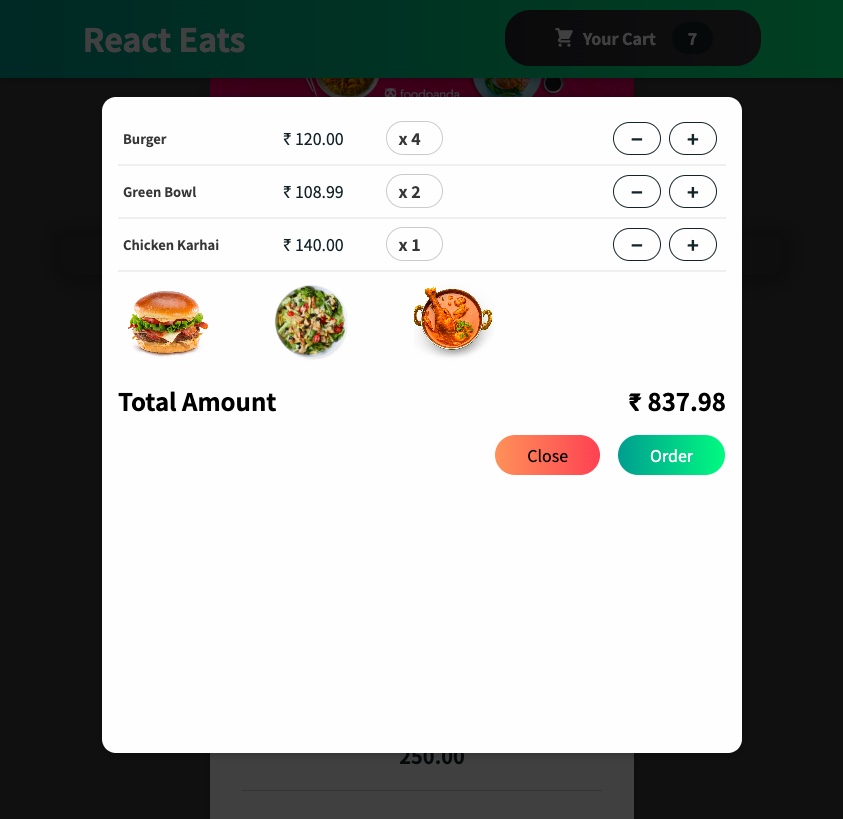 React Eats
Your Cart 7
foodpanda
Burger ₹ 120.00 x 4 − +
Green Bowl ₹ 108.99 x 2 − +
Chicken Karhai ₹ 140.00 x 1 − +
Total Amount ₹ 837.98
Close Order
250.00